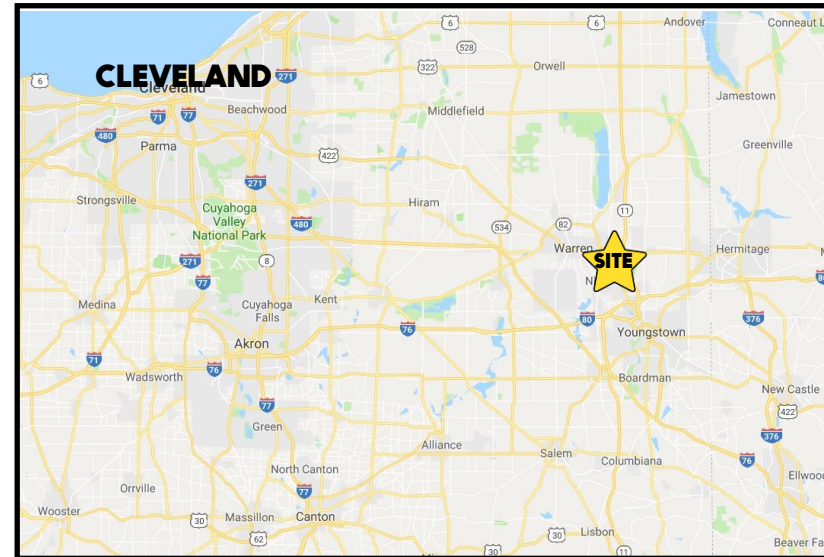 6
6
Andover
Conneaut L
528
CLEVELAND
271
322
Orwell
6
Cleveland
Jamestown
Beachwood
Middlefield
71
77
480
Parma
Greenville
422
271
Strongsville
Cuyahoga
Valley
National Park
Hiram
11
480
534
82
Warren
Hermitage
271
8
SITE
N
77
80
Medina
Cuyahoga
Falls
Kent
80
376
76
Akron
Youngstown
71
76
Wadsworth
Boardman
77
New Castle
422
Green
376
Alliance
Salem
Columbiana
76
North Canton
Ellwoo
Orrville
77
Wooster
30
Massillon
Canton
30
Lisbon
62
30
11
Beaver Fa